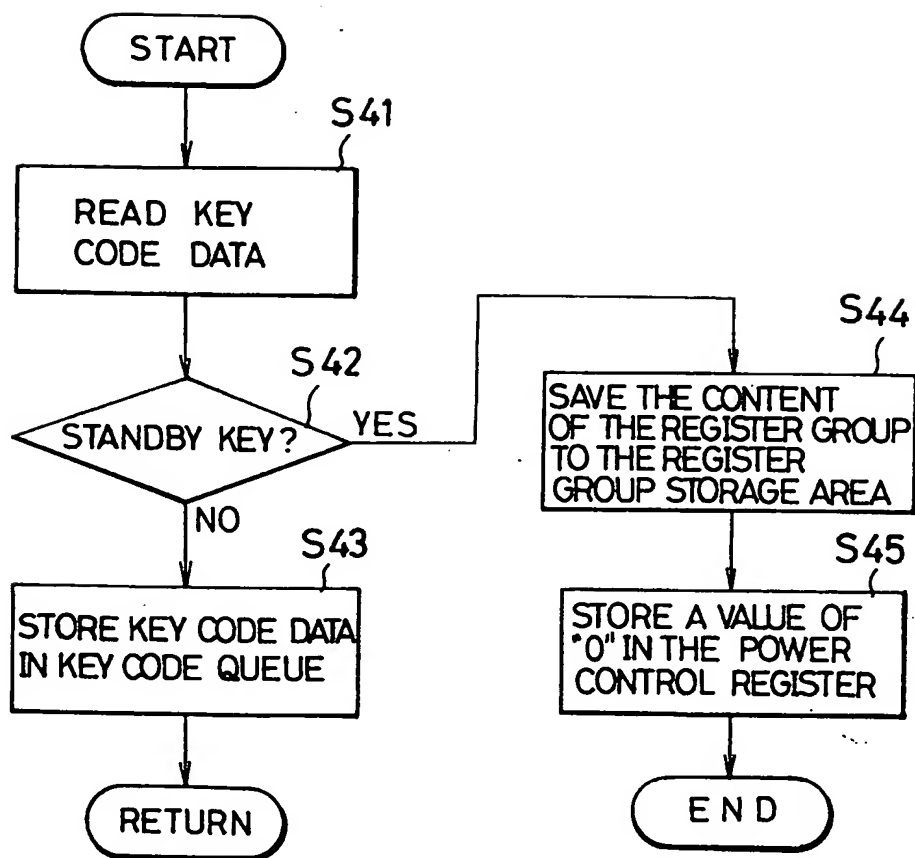 START
S41
READ KEY
CODE DATA
S42
STANDBY KEY?
YES
NO
S43
STORE KEY CODE DATA
IN KEY CODE QUEUE
RETURN
S44
SAVE THE CONTENT
OF THE REGISTER GROUP
TO THE REGISTER
GROUP STORAGE AREA
S45
STORE A VALUE OF
"0" IN THE POWER
CONTROL REGISTER
END